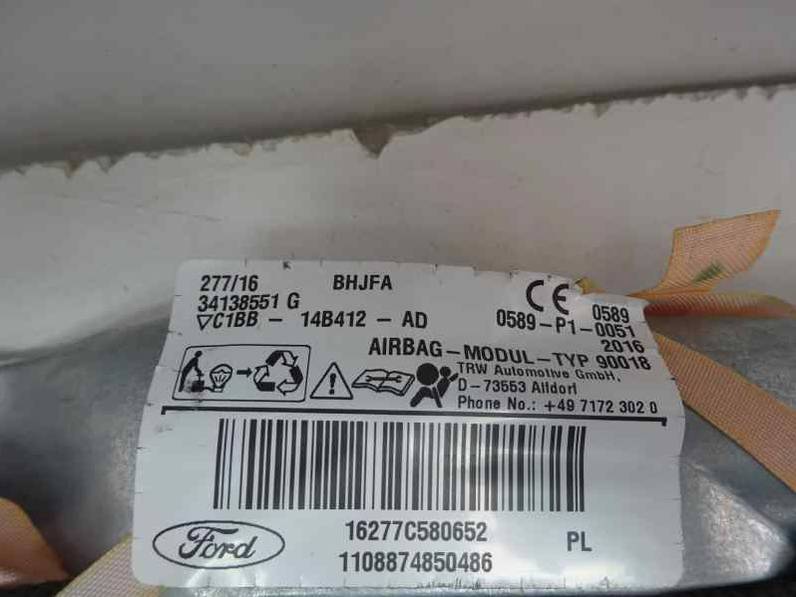 277/16 BHJFA
34138551 G
▽C1BB - 14B412 - AD
CE 0589
0589-P1-0051
2016
AIRBAG-MODUL-TYP 90018
TRW Automotive GmbH,
D-73553 Alfdorf
Phone No.: +49 7172 302 0
16277C580652 PL
1108874850486
Ford